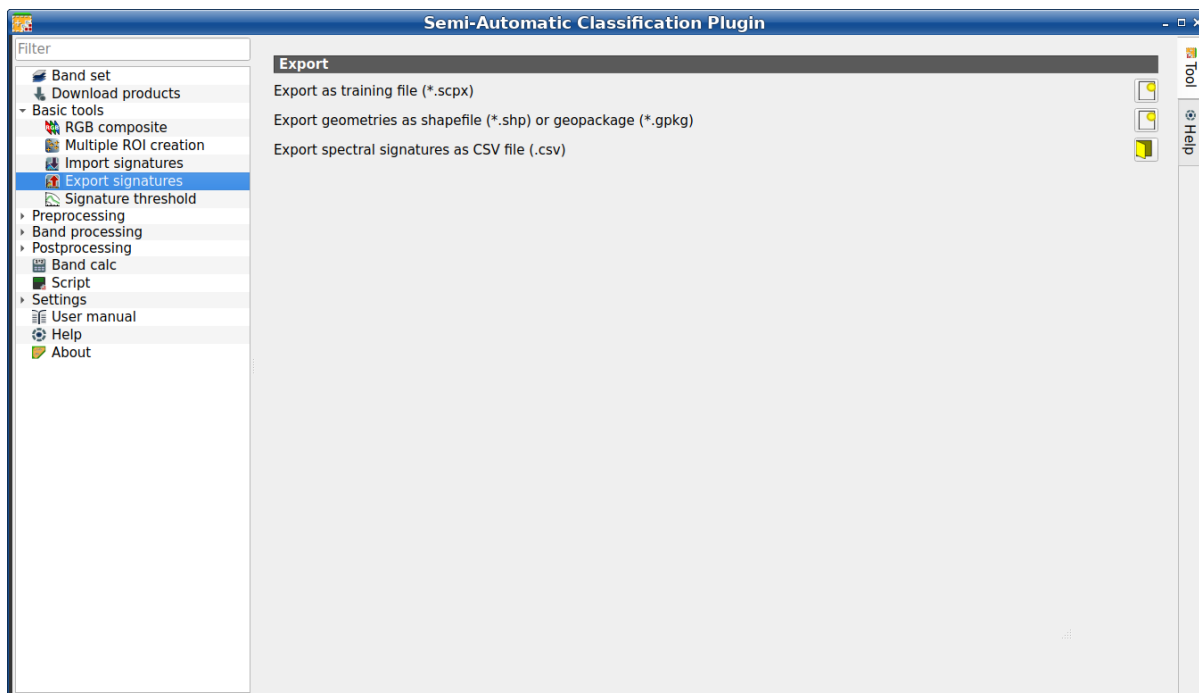 Semi-Automatic Classification Plugin
Filter
Band set
Download products
Basic tools
RGB composite
Multiple ROI creation
Import signatures
Export signatures
Signature threshold
Preprocessing
Band processing
Postprocessing
Band calc
Script
Settings
User manual
Help
About
Export
Export as training file (*.scpx)
Export geometries as shapefile (*.shp) or geopackage (*.gpkg)
Export spectral signatures as CSV file (.csv)
Tool
Help